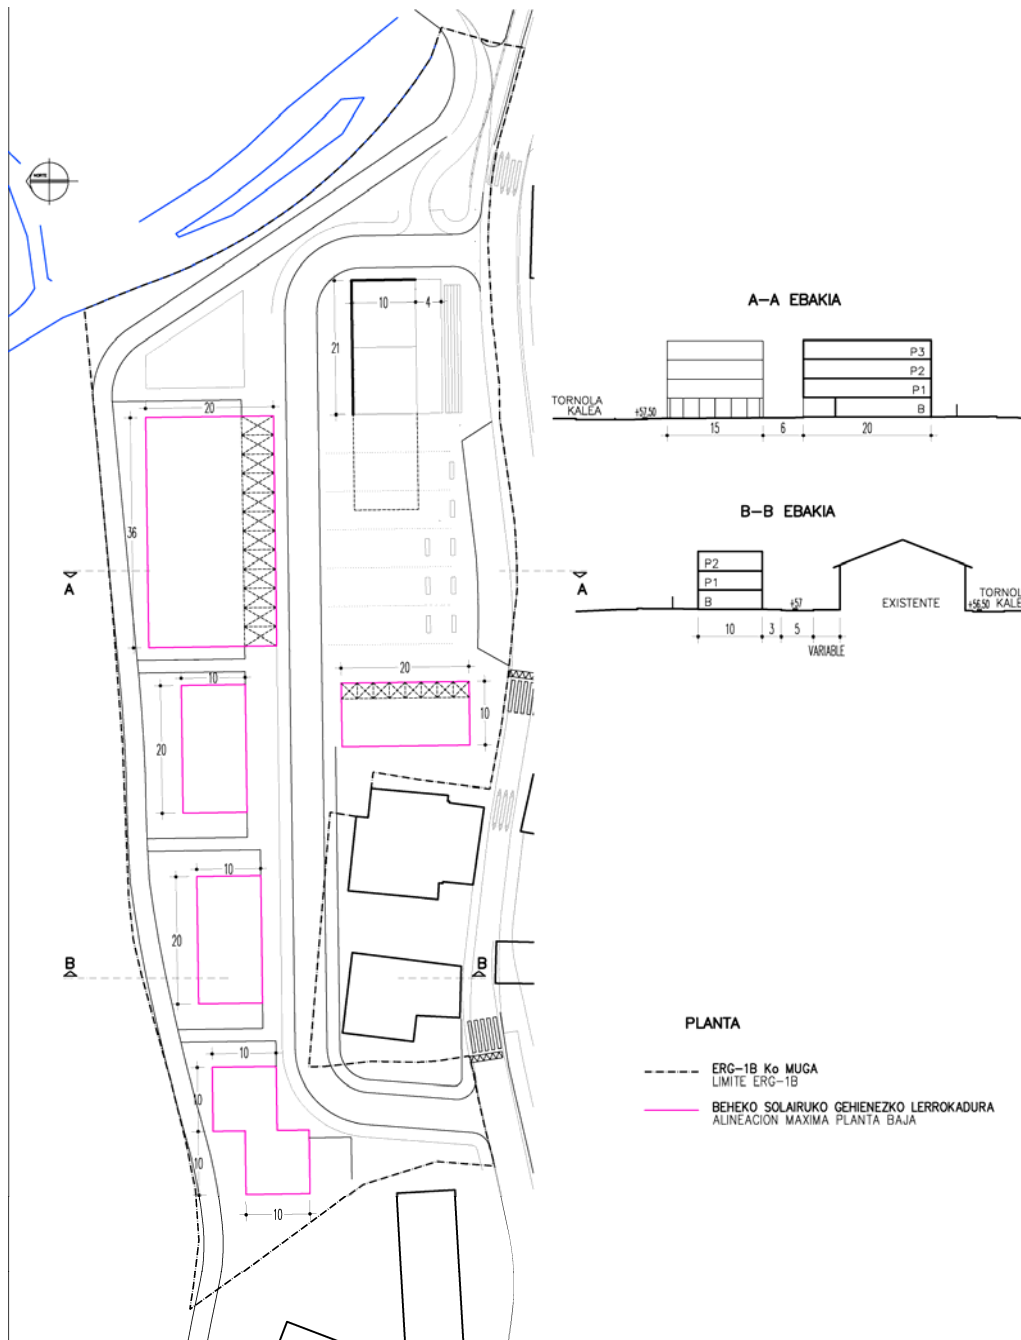 NORTE
10
4
21
20
36
A
A
10
20
20
10
10
20
B
B
10
10
10
10
A-A EBAKIA
P3
P2
P1
B
TORNOLA
KALEA
+57,50
15
6
20
B-B EBAKIA
P2
P1
B
+57
EXISTENTE
TORNOL
KALE
+56,50
10
3
5
VARIABLE
PLANTA
ERG-1B Ko MUGA
LIMITE ERG-1B
BEHEKO SOLAIRUKO GEHIENEZKO LERROKADURA
ALINEACION MAXIMA PLANTA BAJA